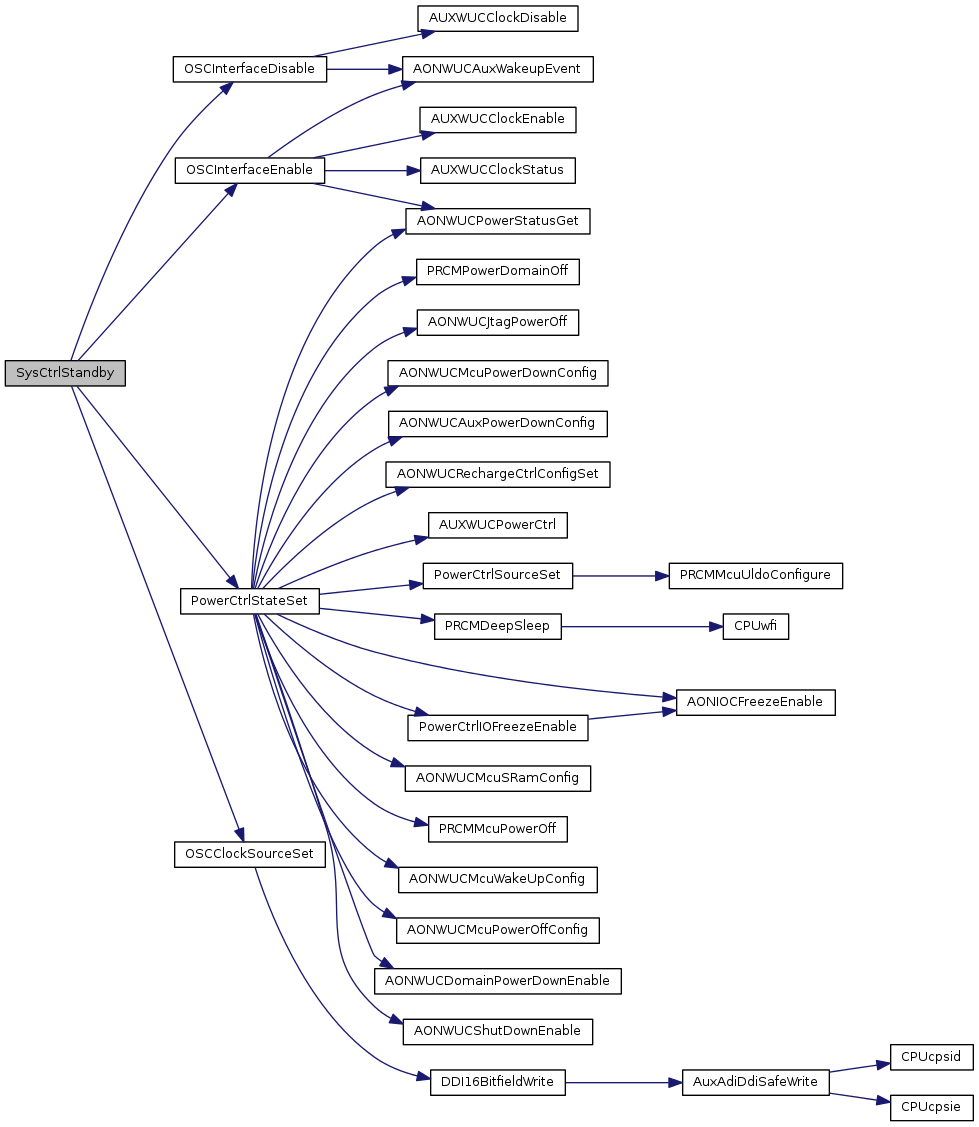 AUXWUCClockDisable
OSCInterfaceDisable
AONWUCAuxWakeupEvent
AUXWUCClockEnable
OSCInterfaceEnable
AUXWUCClockStatus
AONWUCPowerStatusGet
PRCMPowerDomainOff
AONWUCJtagPowerOff
SysCtrlStandby
AONWUCMcuPowerDownConfig
AONWUCAuxPowerDownConfig
AONWUCRechargeCtrlConfigSet
AUXWUCPowerCtrl
PowerCtrlSourceSet
PRCMMcuUldoConfigure
PowerCtrlStateSet
PRCMDeepSleep
CPUwfi
AONIOCFreezeEnable
PowerCtrlIOFreezeEnable
AONWUCMcuSRamConfig
PRCMMcuPowerOff
OSCClockSourceSet
AONWUCMcuWakeUpConfig
AONWUCMcuPowerOffConfig
AONWUCDomainPowerDownEnable
AONWUCShutDownEnable
CPUcpsid
DDI16BitfieldWrite
AuxAdiDdiSafeWrite
CPUcpsie